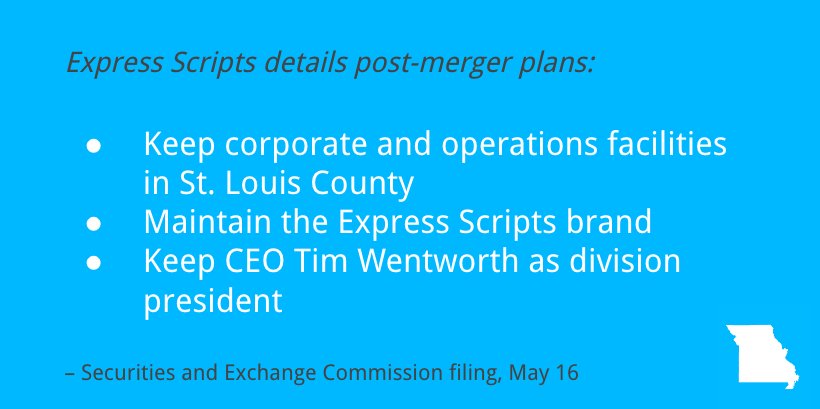 Express Scripts details post-merger plans:
● Keep corporate and operations facilities
in St. Louis County
● Maintain the Express Scripts brand
● Keep CEO Tim Wentworth as division
president
– Securities and Exchange Commission filing, May 16